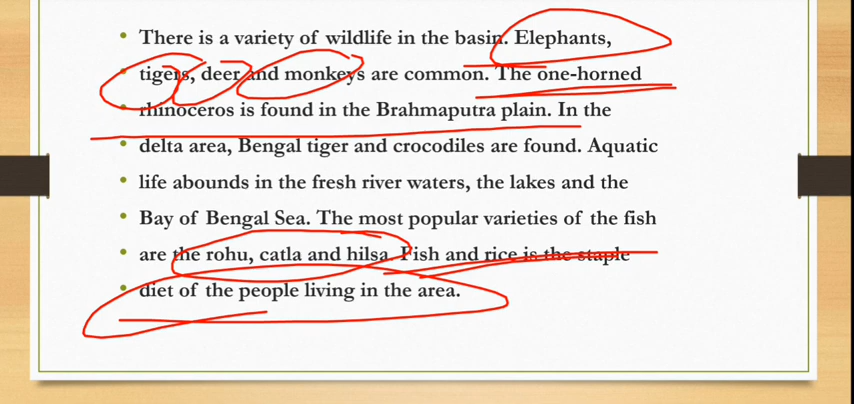 • There is a variety of wildlife in the basin. Elephants,
• tigers, deer and monkeys are common. The one-horned
• rhinoceros is found in the Brahmaputra plain. In the
• delta area, Bengal tiger and crocodiles are found. Aquatic
• life abounds in the fresh river waters, the lakes and the
• Bay of Bengal Sea. The most popular varieties of the fish
• are the rohu, catla and hilsa. Fish and rice is the staple
• diet of the people living in the area.